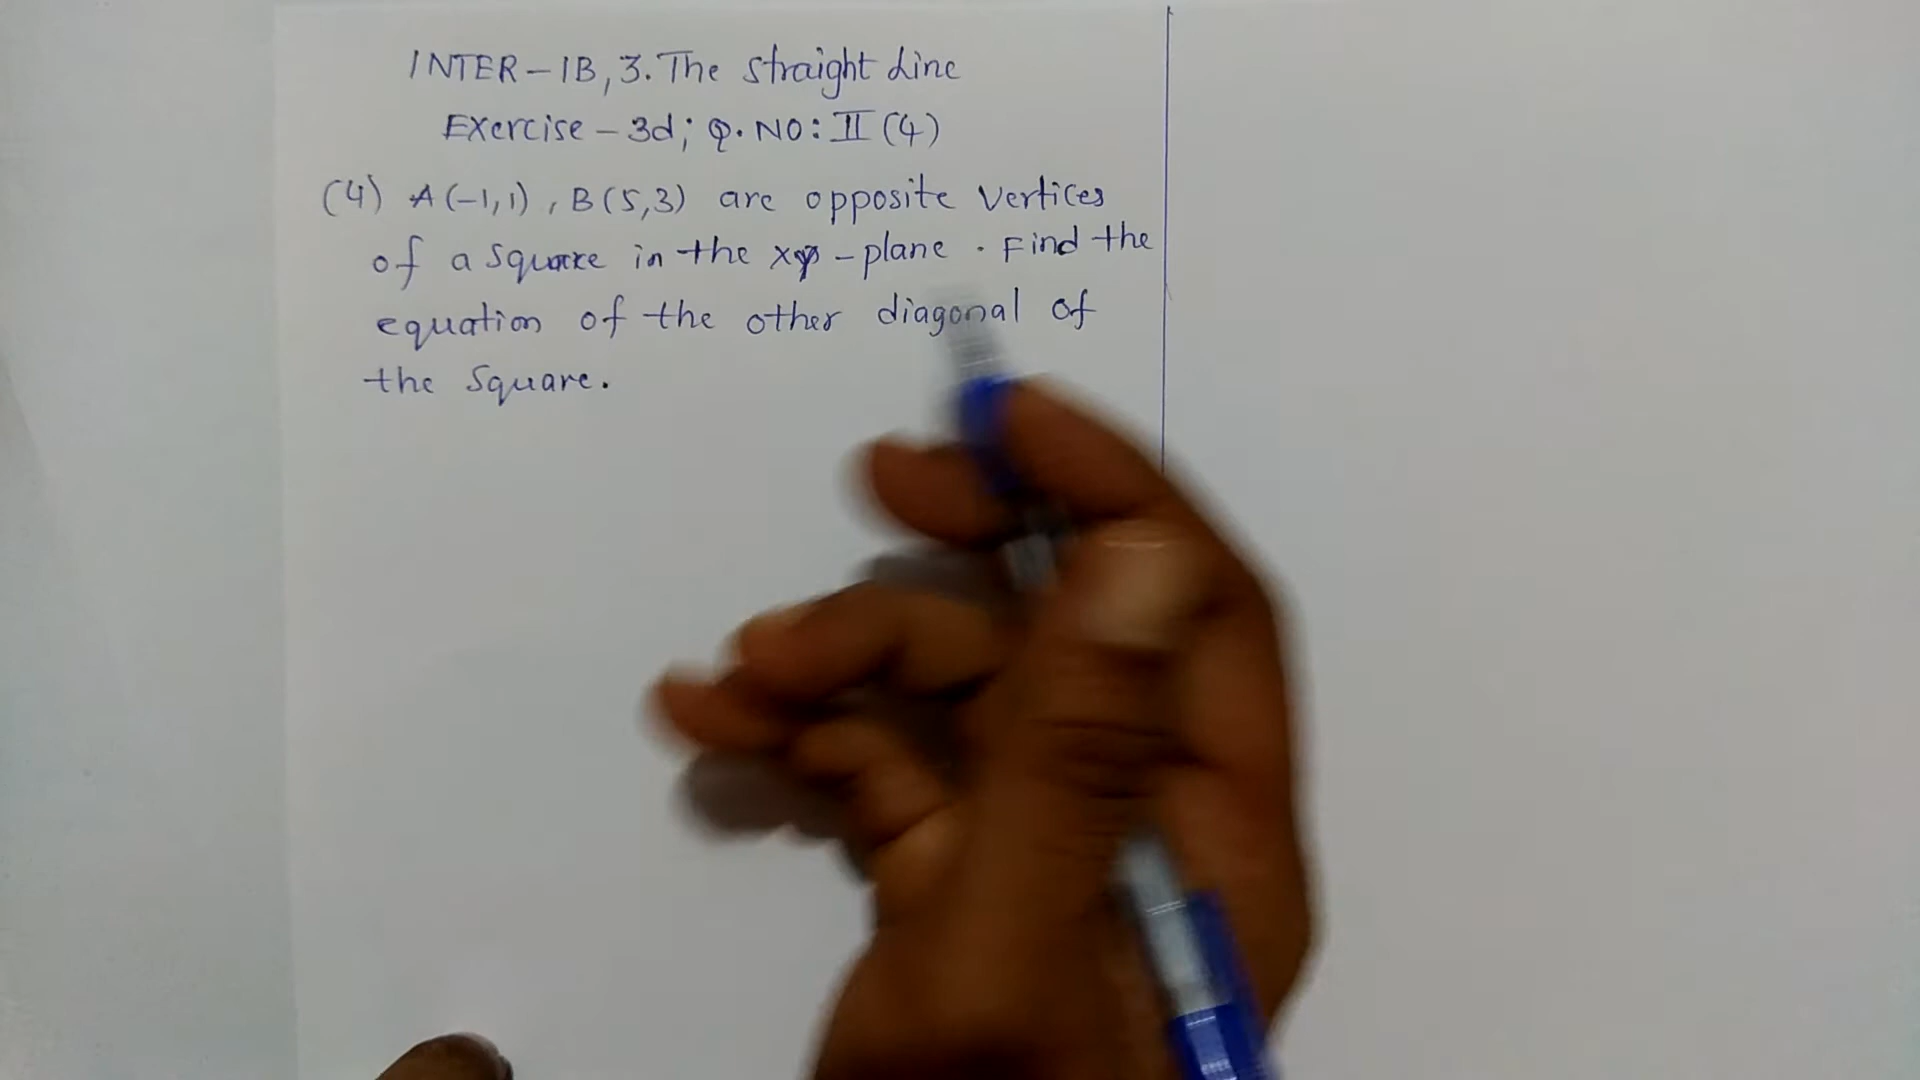 INTER-IB, 3. The straight Line
Exercise - 3d; Q. NO: II (4)
(4) A(-1,1), B(5,3) are opposite vertices
of a square in the xy-plane. Find the
equation of the other diagonal of
the square.